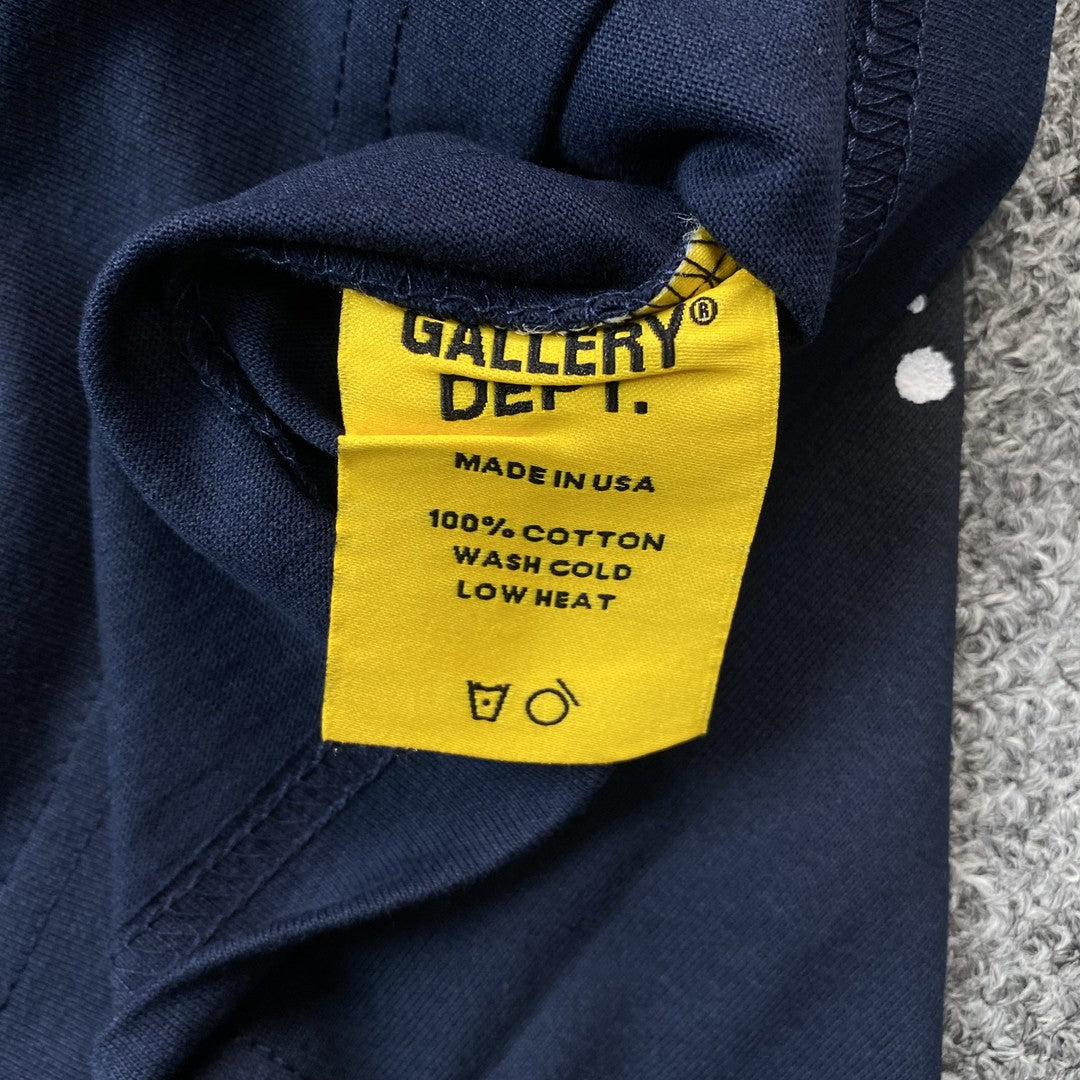 GALLERY®
DEPT.
MADE IN USA
100% COTTON
WASH COLD
LOW HEAT